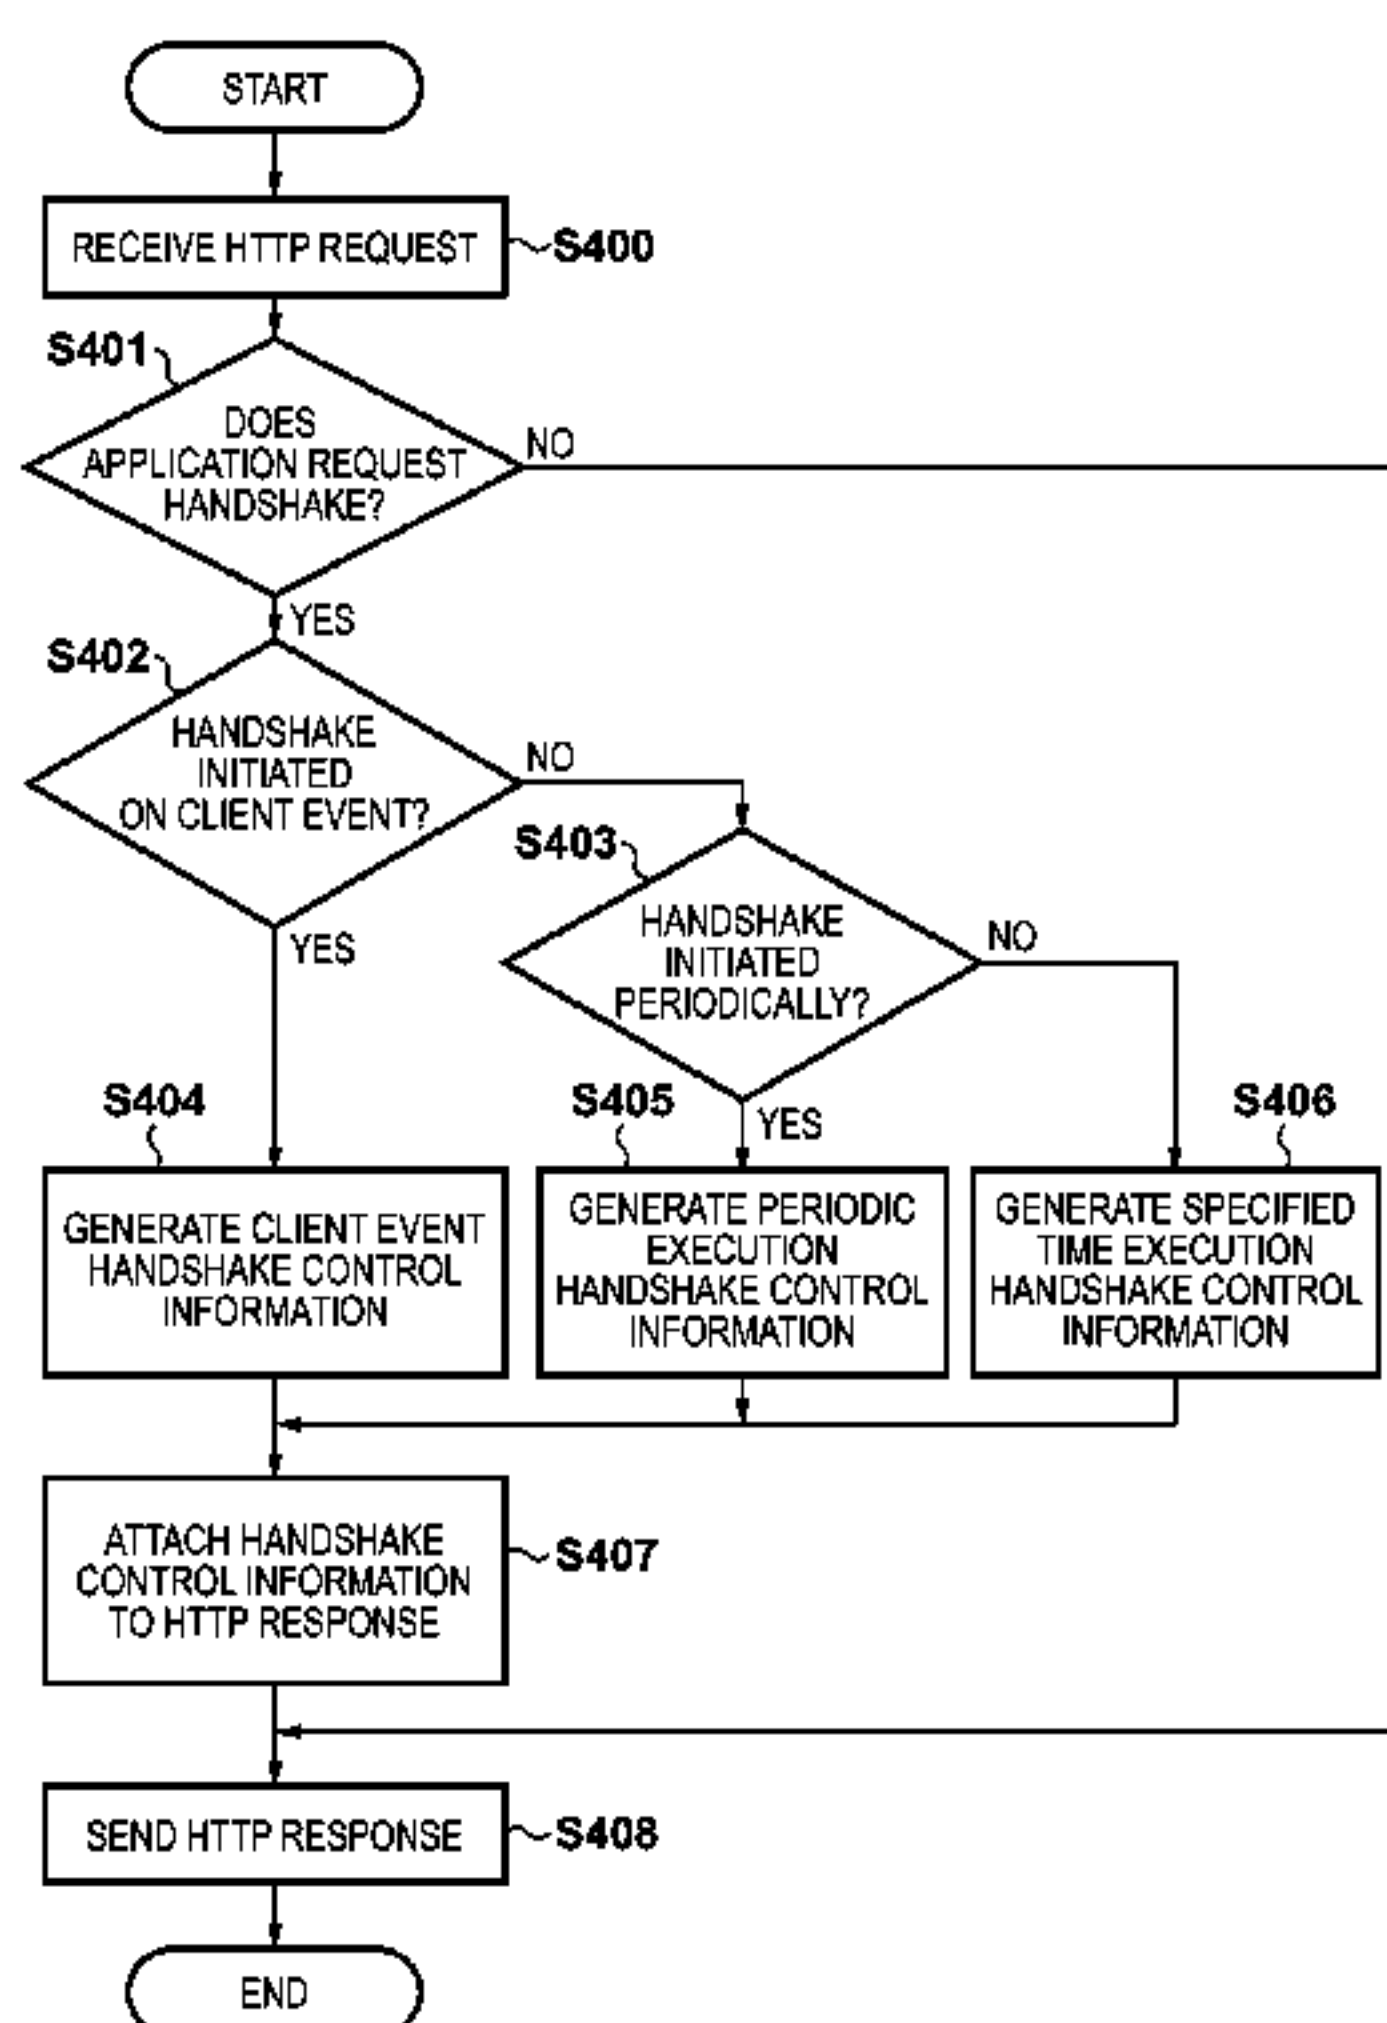 START
RECEIVE HTTP REQUEST
S400
S401
DOES
APPLICATION REQUEST
HANDSHAKE?
NO
YES
S402
HANDSHAKE
INITIATED
ON CLIENT EVENT?
NO
YES
S403
HANDSHAKE
INITIATED
PERIODICALLY?
NO
YES
S404
GENERATE CLIENT EVENT
HANDSHAKE CONTROL
INFORMATION
S405
GENERATE PERIODIC
EXECUTION
HANDSHAKE CONTROL
INFORMATION
S406
GENERATE SPECIFIED
TIME EXECUTION
HANDSHAKE CONTROL
INFORMATION
ATTACH HANDSHAKE
CONTROL INFORMATION
TO HTTP RESPONSE
S407
SEND HTTP RESPONSE
S408
END